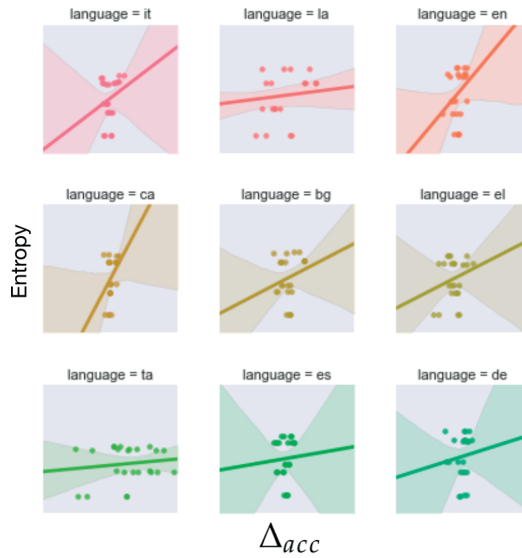 language = it
language = la
language = en
language = ca
language = bg
language = el
Entropy
language = ta
language = es
language = de
Δacc